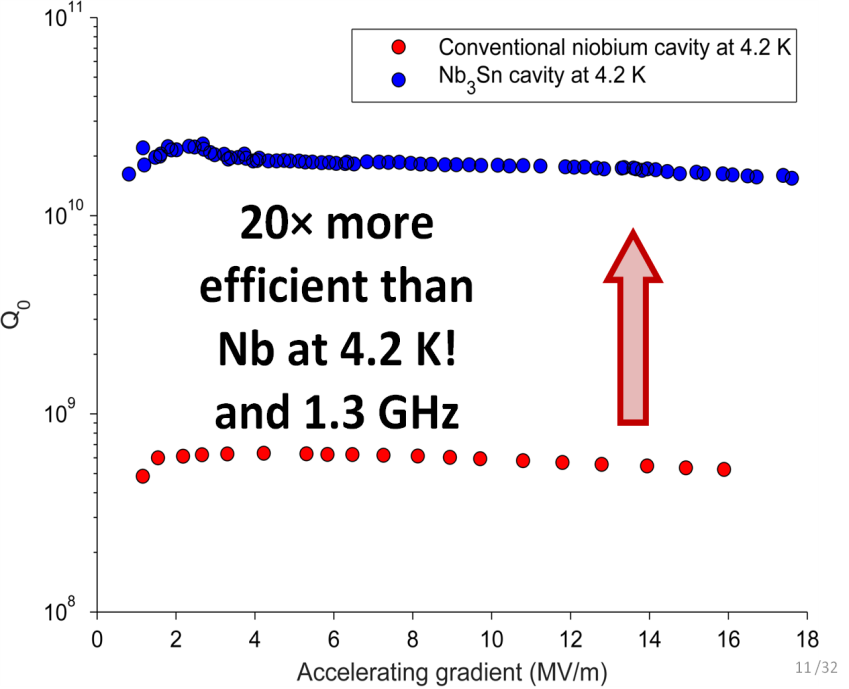 10¹¹
Conventional niobium cavity at 4.2 K
Nb₃Sn cavity at 4.2 K
10¹⁰
20× more
efficient than
Nb at 4.2 K!
and 1.3 GHz
Q₀
10⁹
10⁸
0 2 4 6 8 10 12 14 16 18
Accelerating gradient (MV/m)
11/32